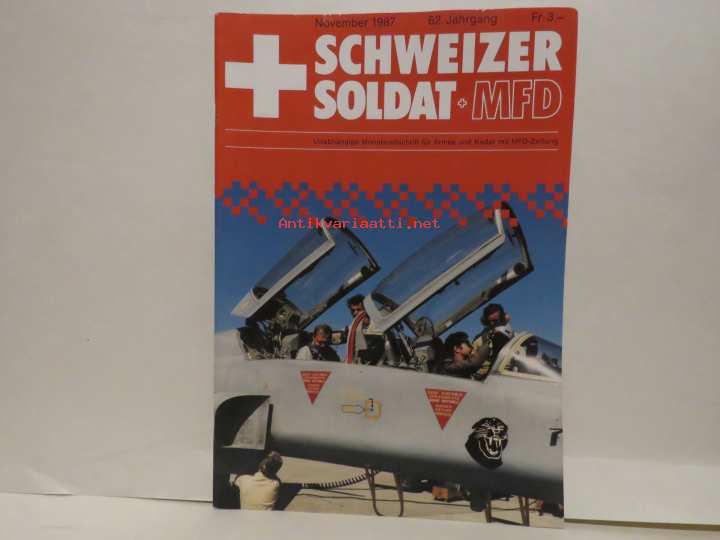 November 1987 62. Jahrgang Fr 3.–
SCHWEIZER
SOLDAT + MFD
Unabhängige Monatszeitschrift für Armee und Kader mit MFD-Zeitung
Antikvariaatti.net